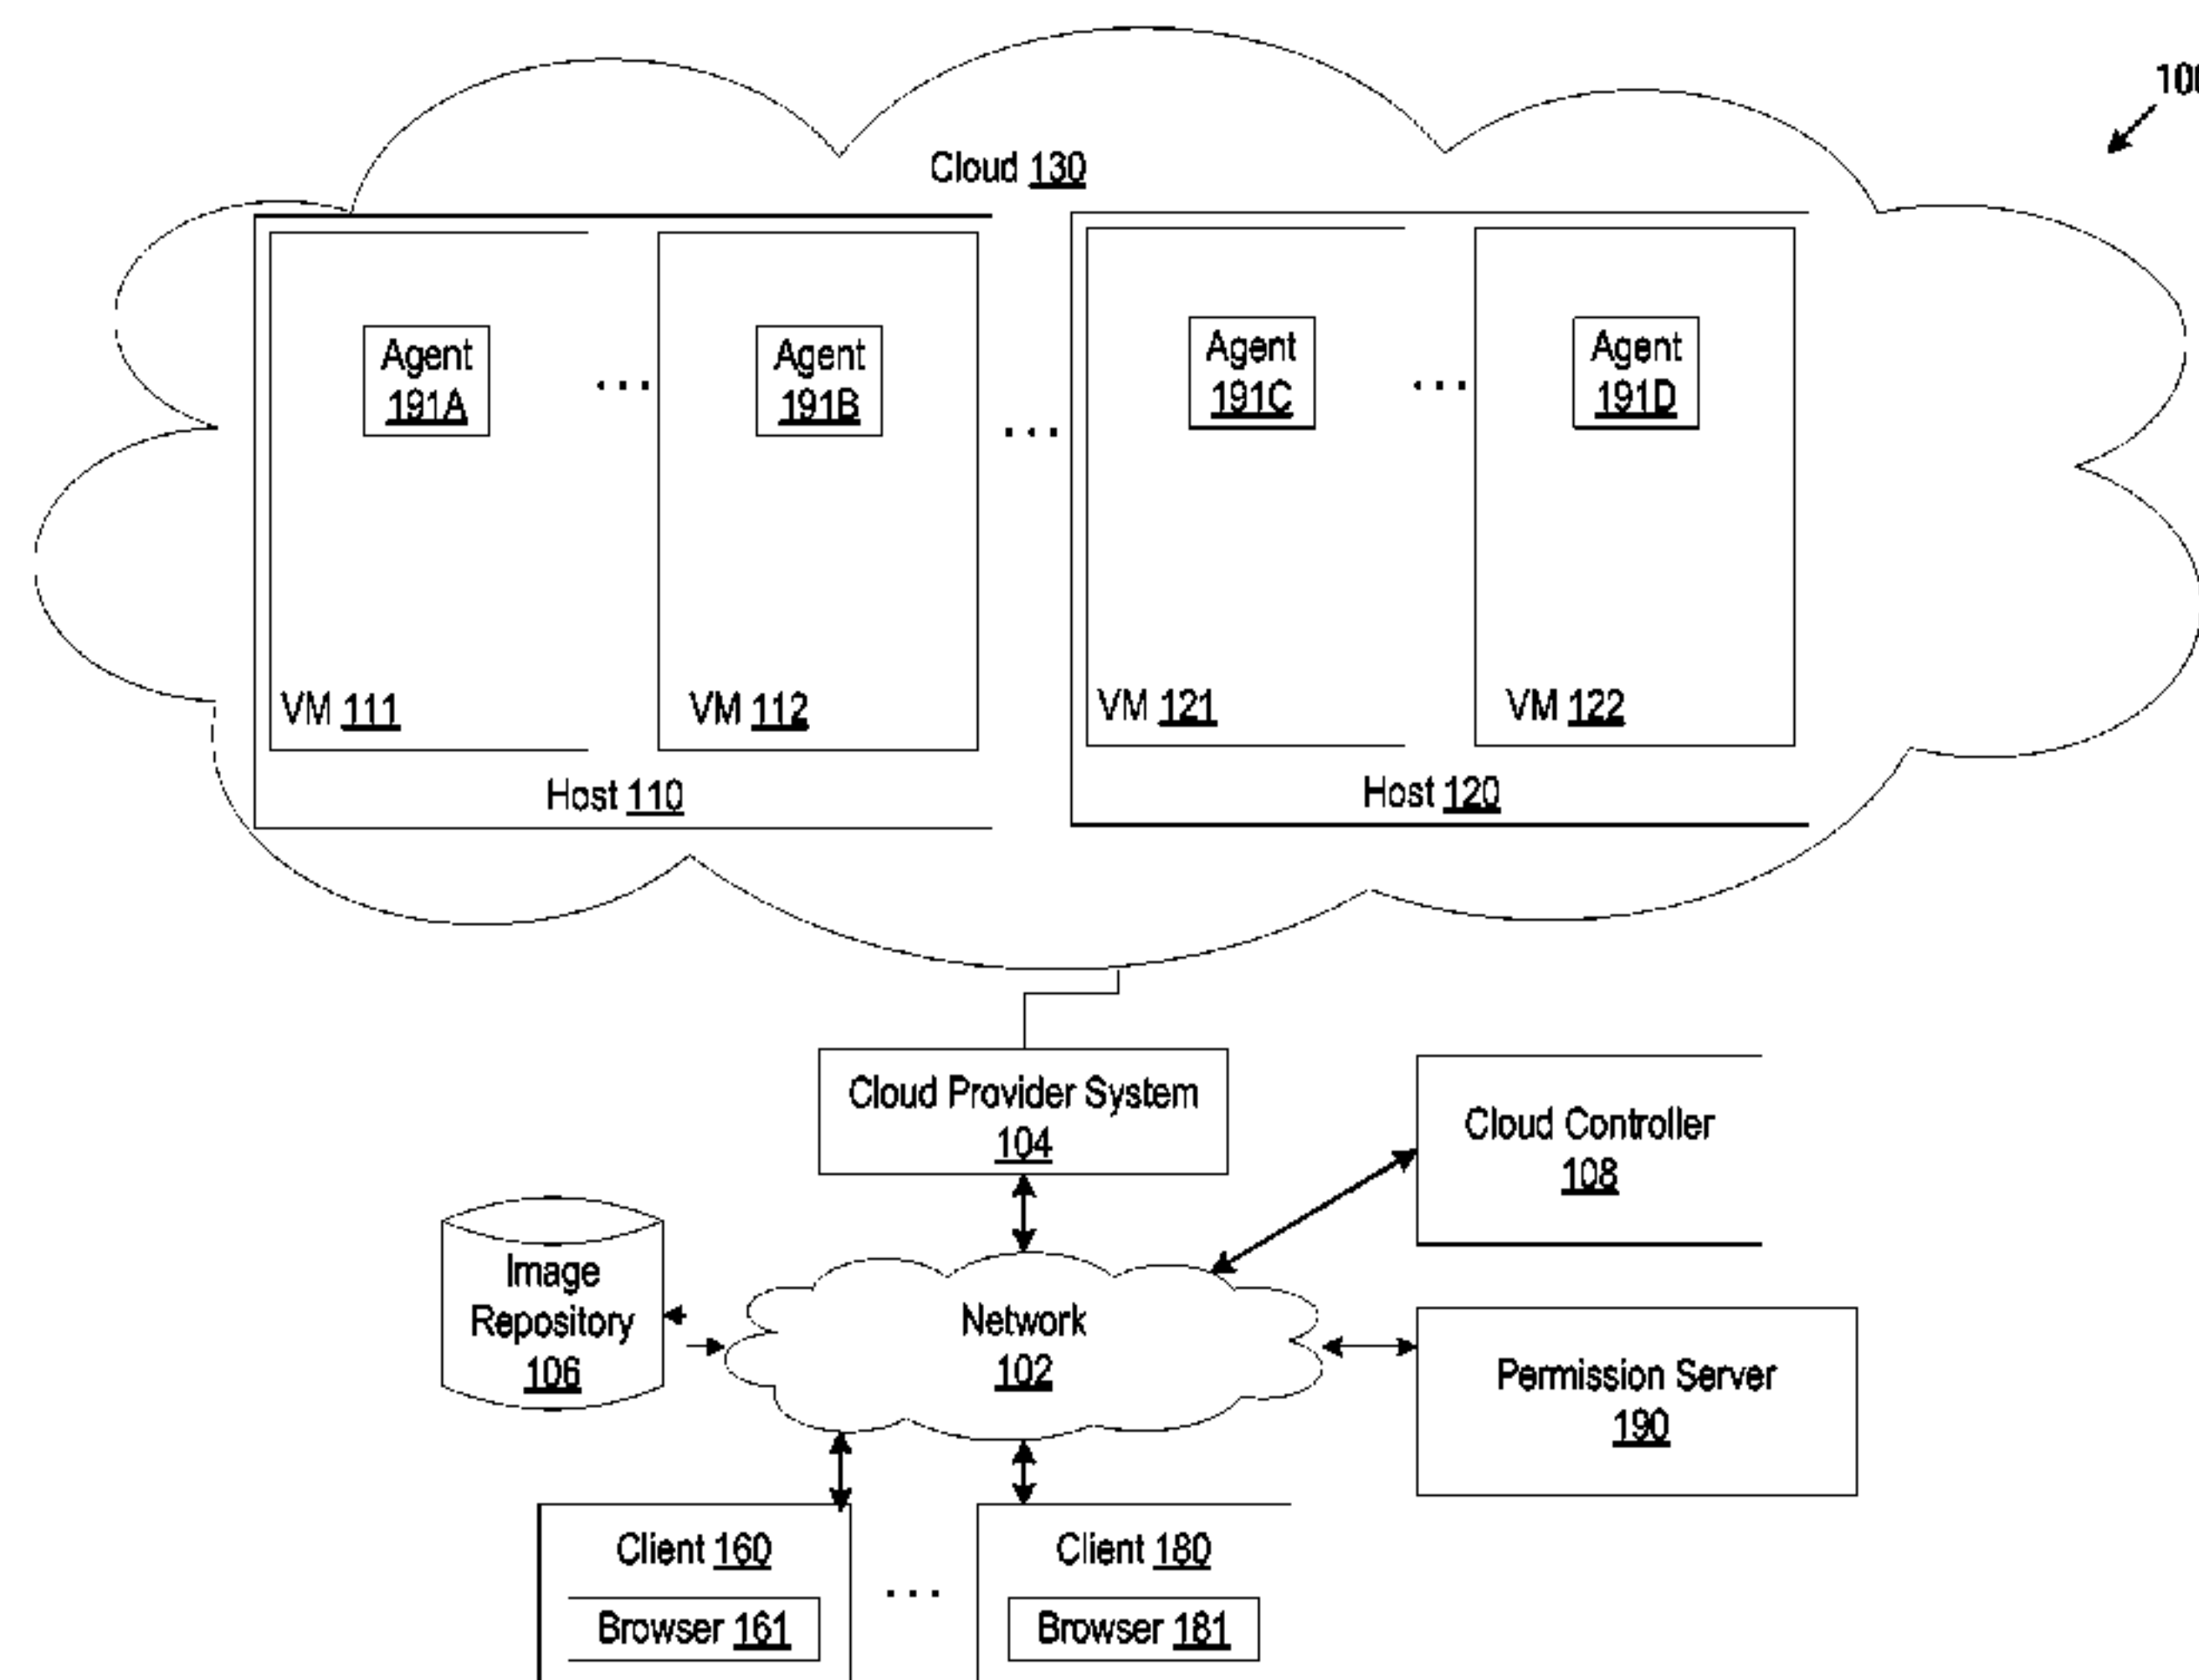 100
Cloud 130
Agent
191A
...
Agent
191B
...
Agent
191C
...
Agent
191D
VM 111
VM 112
VM 121
VM 122
Host 110
Host 120
Cloud Provider System
104
Cloud Controller
108
Image
Repository
106
Network
102
Permission Server
190
Client 160
Browser 161
...
Client 180
Browser 181